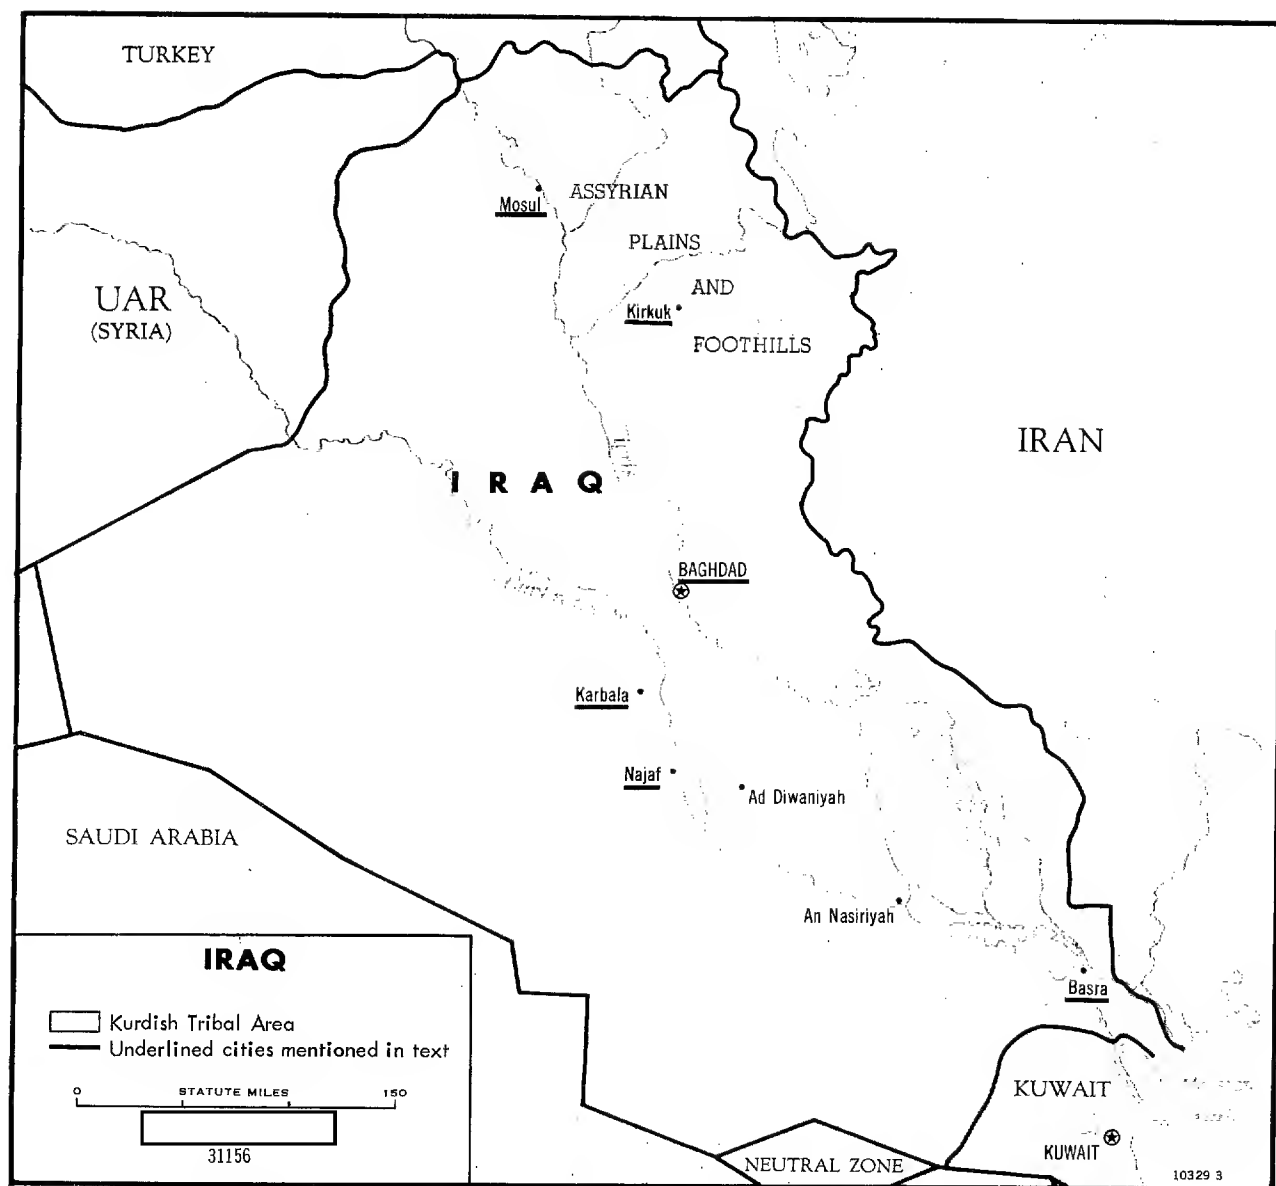 TURKEY
Mosul
ASSYRIAN
PLAINS
AND
Kirkuk
FOOTHILLS
UAR
(SYRIA)
IRAN
IRAQ
BAGHDAD
Karbala
Najaf
Ad Diwaniyah
SAUDI ARABIA
An Nasiriyah
Basra
IRAQ
Kurdish Tribal Area
Underlined cities mentioned in text
0 STATUTE MILES 150
31156
KUWAIT
KUWAIT
NEUTRAL ZONE
10329 3